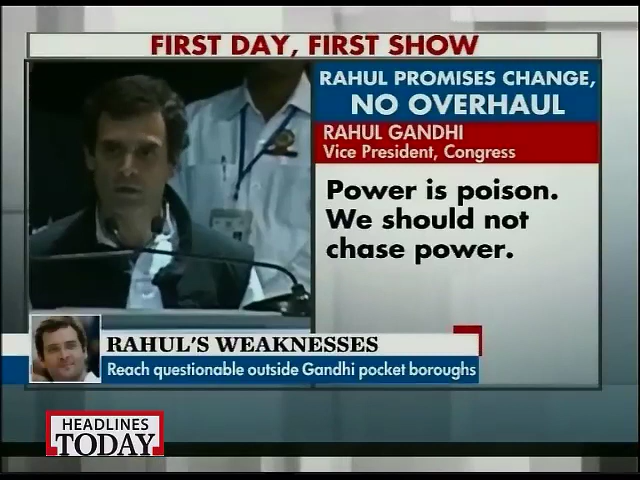 FIRST DAY, FIRST SHOW
RAHUL PROMISES CHANGE,
NO OVERHAUL
RAHUL GANDHI
Vice President, Congress
Power is poison.
We should not
chase power.
RAHUL'S WEAKNESSES
Reach questionable outside Gandhi pocket boroughs
HEADLINES
TODAY